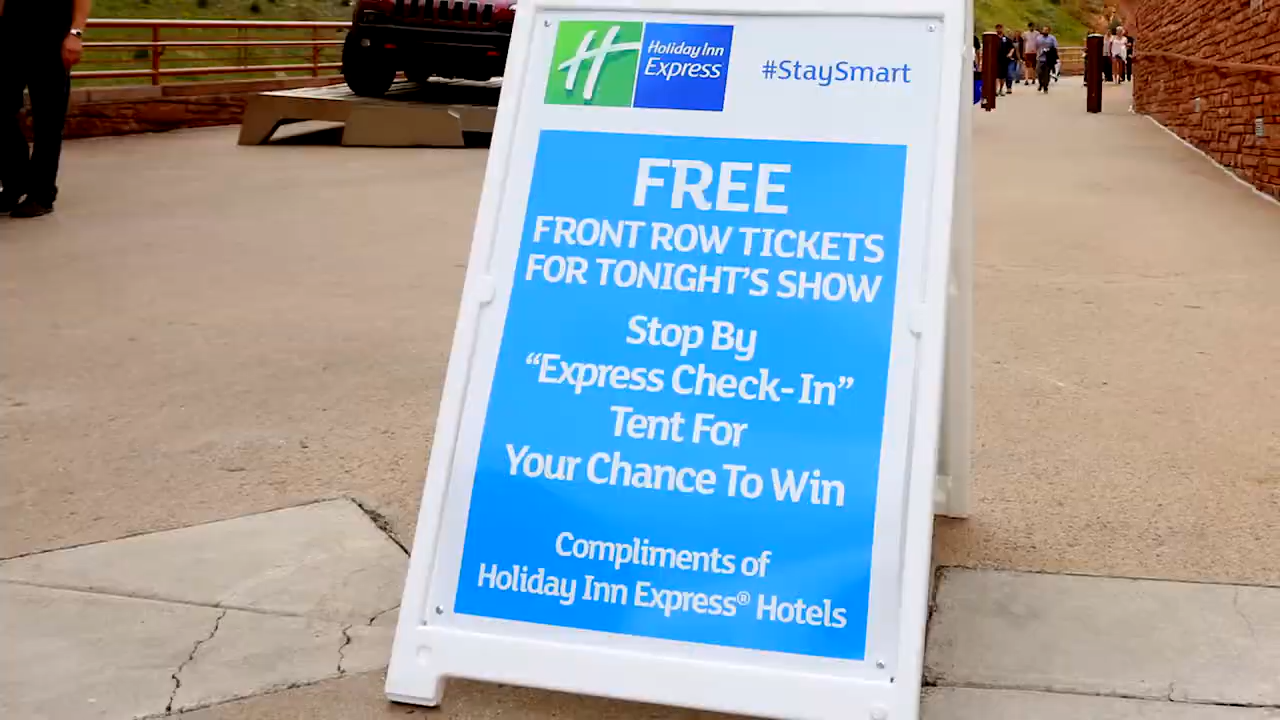 Holiday Inn
Express
#StaySmart
FREE
FRONT ROW TICKETS
FOR TONIGHT'S SHOW
Stop By
“Express Check-In”
Tent For
Your Chance To Win
Compliments of
Holiday Inn Express® Hotels